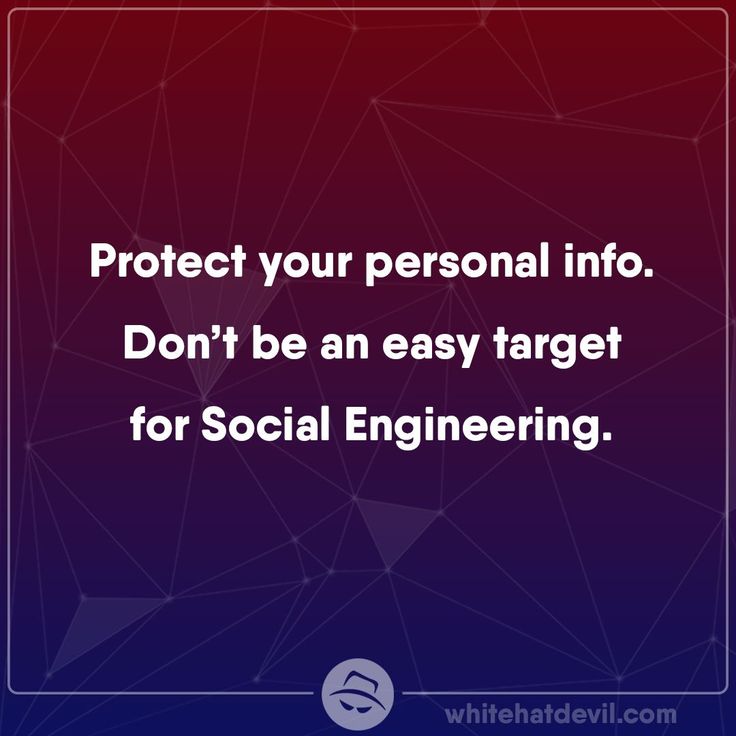 Protect your personal info.
Don’t be an easy target
for Social Engineering.
whitehatdevil.com